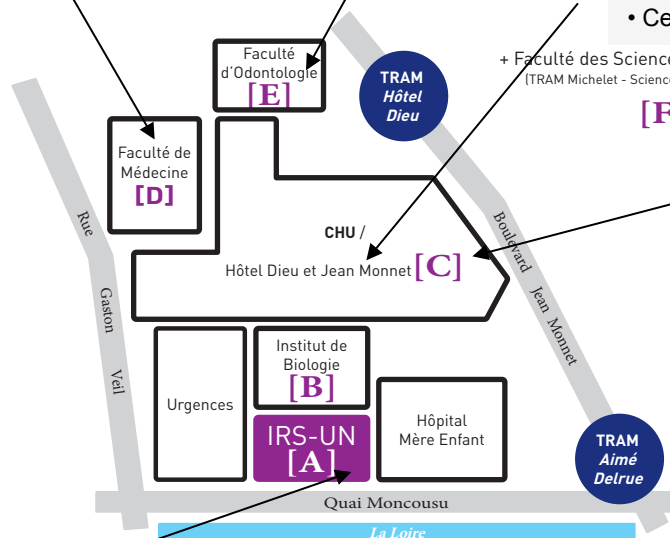 • Ce
+ Faculté des Science
(TRAM Michelet - Science
[F
Faculté
d'Odontologie
[E]
TRAM
Hôtel
Dieu
Faculté de
Médecine
[D]
CHU /
Hôtel Dieu et Jean Monnet [C]
Rue Gaston Veil
Boulevard Jean Monnet
Institut de
Biologie
[B]
Urgences
IRS-UN
[A]
Hôpital
Mère Enfant
TRAM
Aimé
Delrue
Quai Moncousu
La Loire